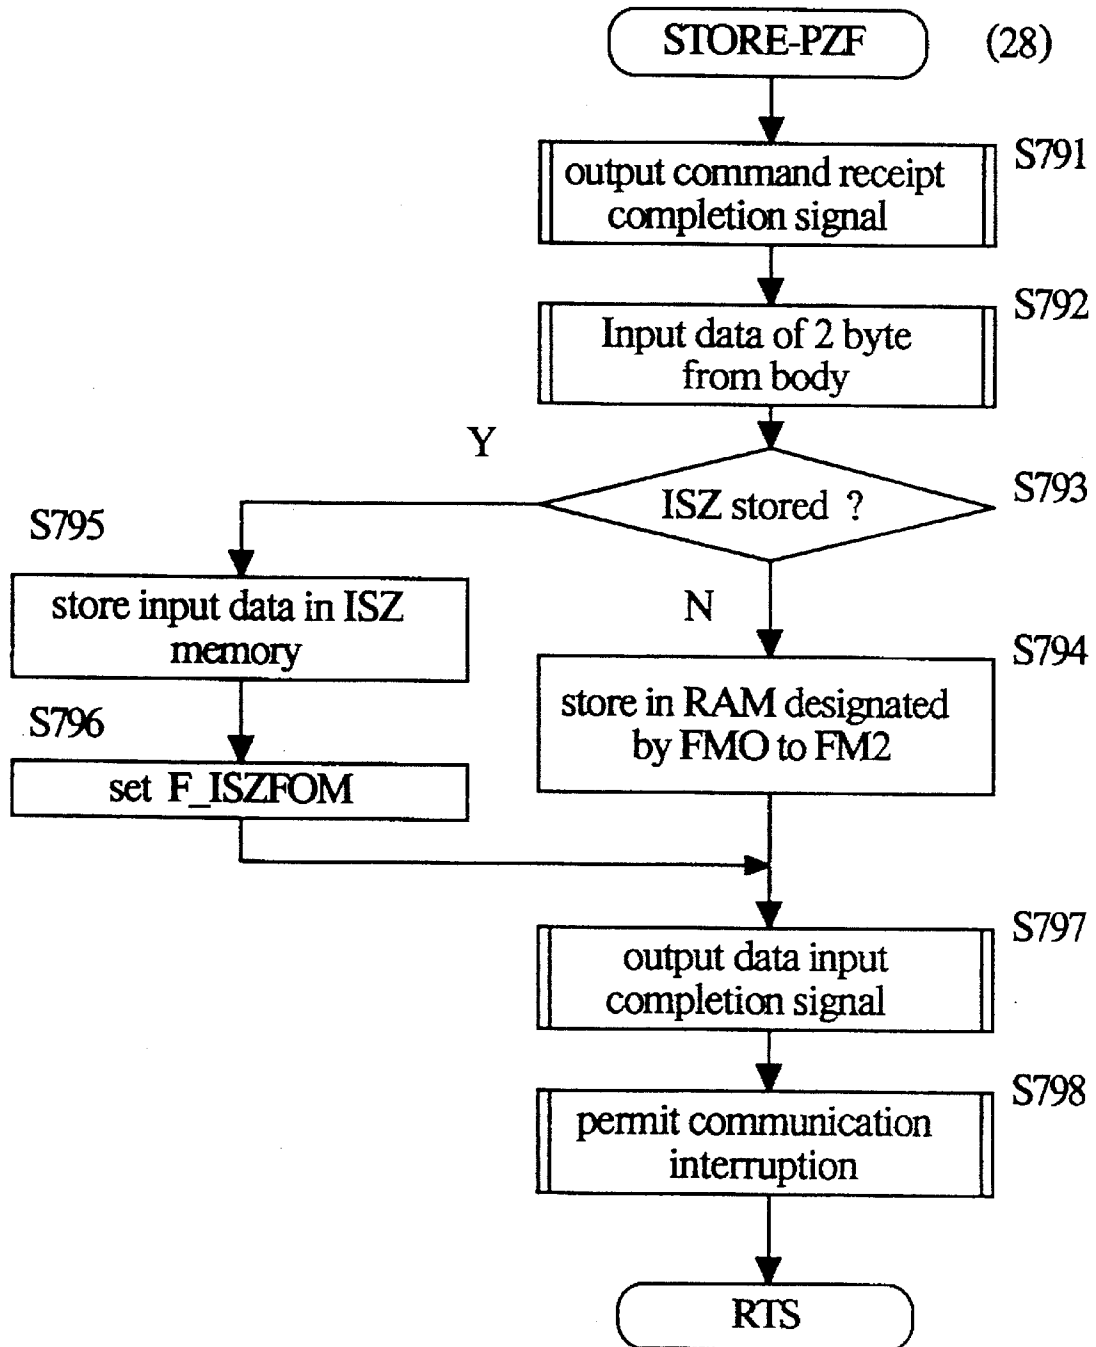 STORE-PZF
(28)
S791
output command receipt
completion signal
S792
Input data of 2 byte
from body
Y
S793
ISZ stored ?
S795
store input data in ISZ
memory
N
S794
store in RAM designated
by FMO to FM2
S796
set F_ISZFOM
S797
output data input
completion signal
S798
permit communication
interruption
RTS